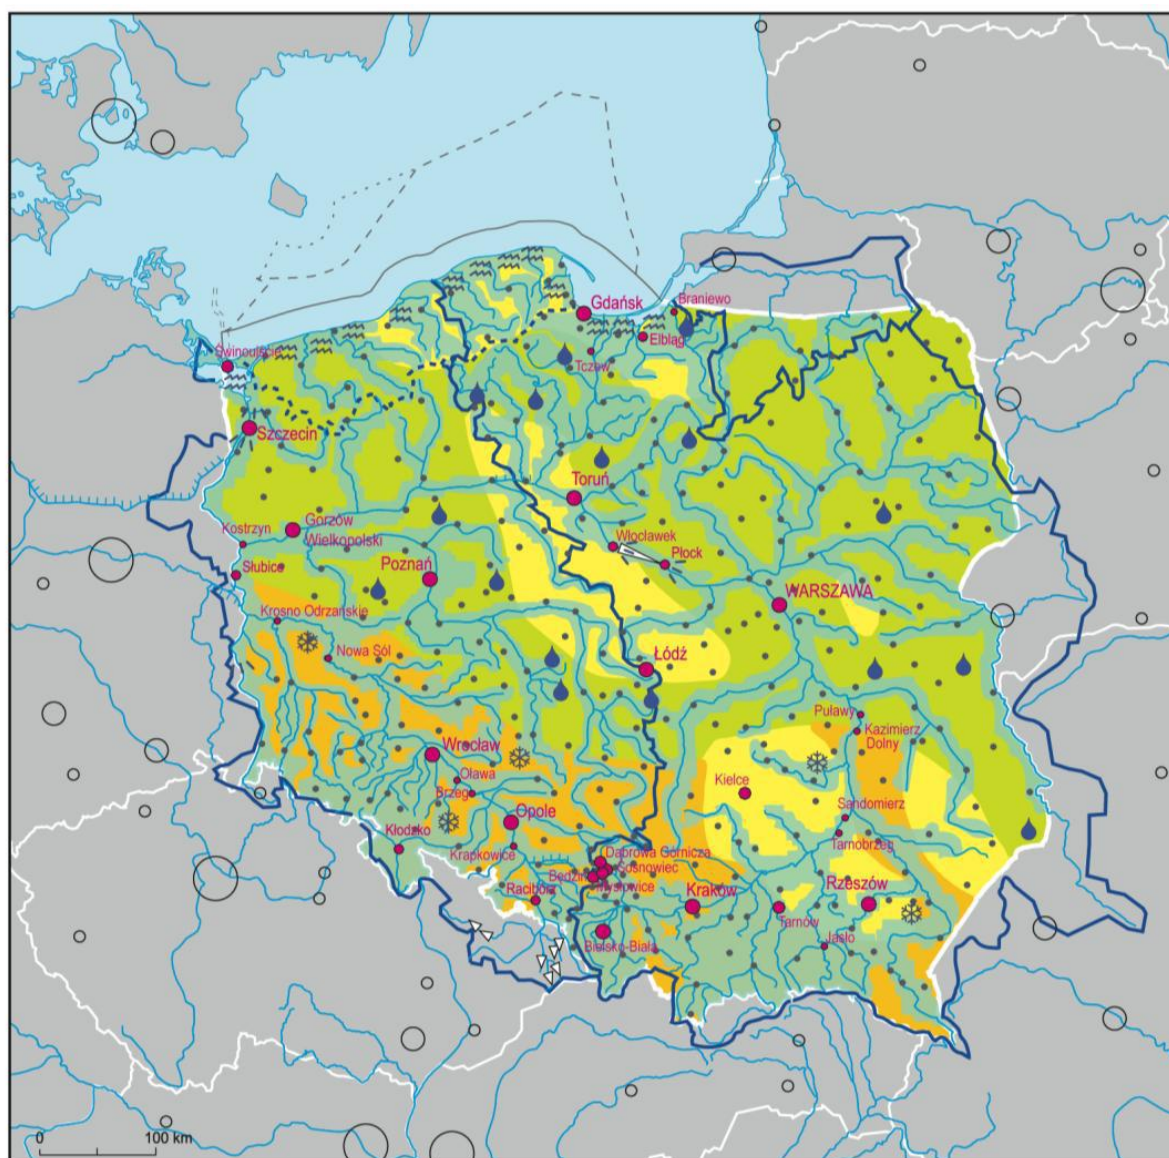 Gdańsk
Braniewo
Elbląg
Tczew
Świnoujście
Szczecin
Toruń
Gorzów
Wielkopolski
Kostrzyn
Włocławek
Płock
Słubice
Poznań
WARSZAWA
Krosno Odrzańskie
Nowa Sól
Łódź
Puławy
Kazimierz
Dolny
Wrocław
Oława
Brzeg
Kielce
Sandomierz
Opole
Kłodzko
Tarnobrzeg
Krapkowice
Dąbrowa Górnicza
Sosnowiec
Będzin
Mysłowice
Racibórz
Kraków
Rzeszów
Tarnów
Bielsko-Biała
Jasło
0 100 km